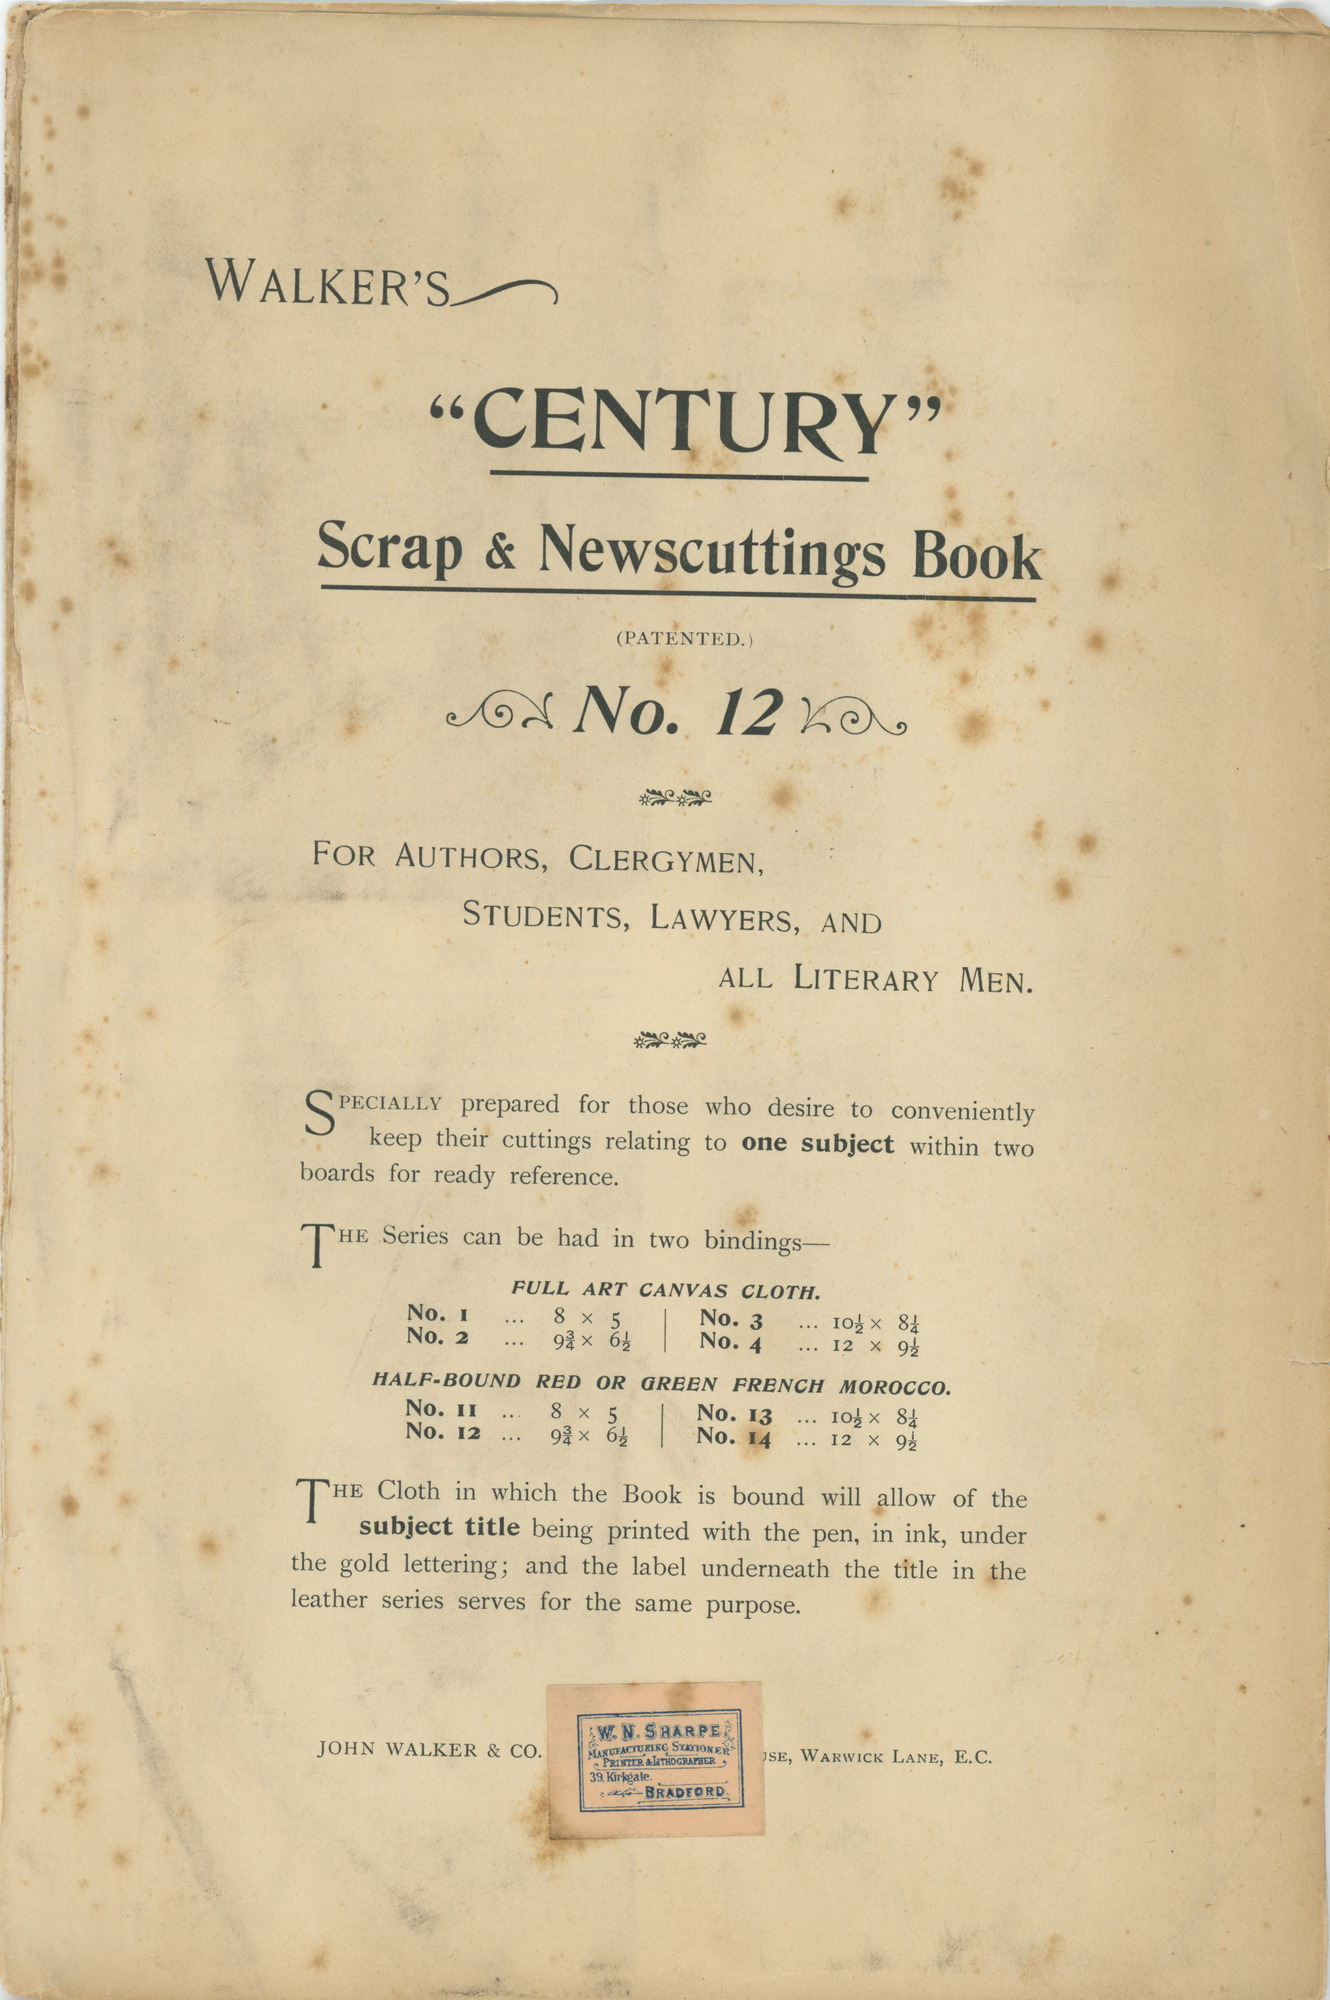 WALKER'S
“CENTURY”
Scrap & Newscuttings Book
(PATENTED.)
No. 12
FOR AUTHORS, CLERGYMEN,
STUDENTS, LAWYERS, AND
ALL LITERARY MEN.
SPECIALLY prepared for those who desire to conveniently
keep their cuttings relating to one subject within two
boards for ready reference.
THE Series can be had in two bindings—
FULL ART CANVAS CLOTH.
No. 1 ... 8 × 5 | No. 3 ... 10½ × 8¼
No. 2 ... 9¾ × 6½ | No. 4 ... 12 × 9½
HALF-BOUND RED OR GREEN FRENCH MOROCCO.
No. 11 ... 8 × 5 | No. 13 ... 10½ × 8¼
No. 12 ... 9¾ × 6½ | No. 14 ... 12 × 9½
THE Cloth in which the Book is bound will allow of the
subject title being printed with the pen, in ink, under
the gold lettering; and the label underneath the title in the
leather series serves for the same purpose.
JOHN WALKER & CO. USE, WARWICK LANE, E.C.
W. N. SHARPE
MANUFACTURING STATIONER
PRINTER & LITHOGRAPHER
39, Kirkgate.
BRADFORD